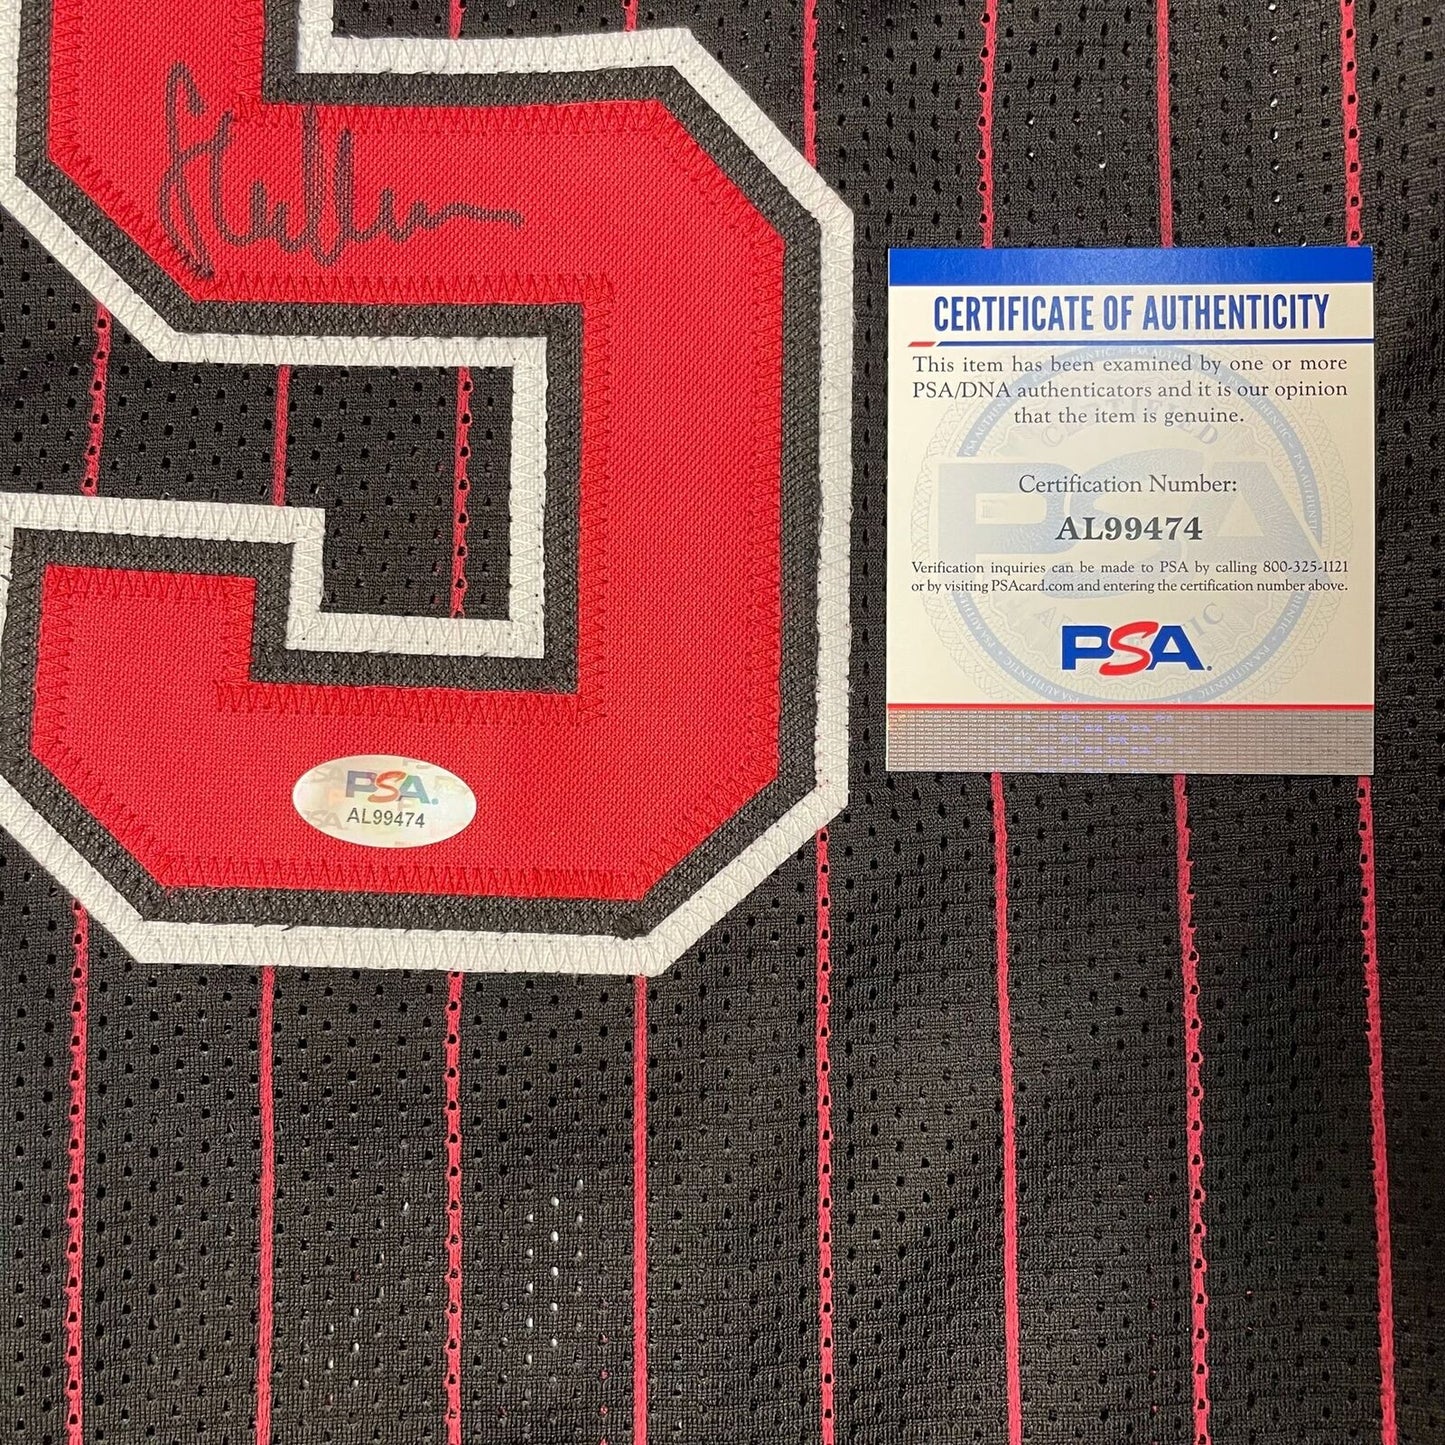 5
CERTIFICATE OF AUTHENTICITY
This item has been examined by one or more
PSA/DNA authenticators and it is our opinion
that the item is genuine.
Certification Number:
AL99474
Verification inquiries can be made to PSA by calling 800-325-1121
or by visiting PSAcard.com and entering the certification number above.
PSA.
PSA.
AL99474